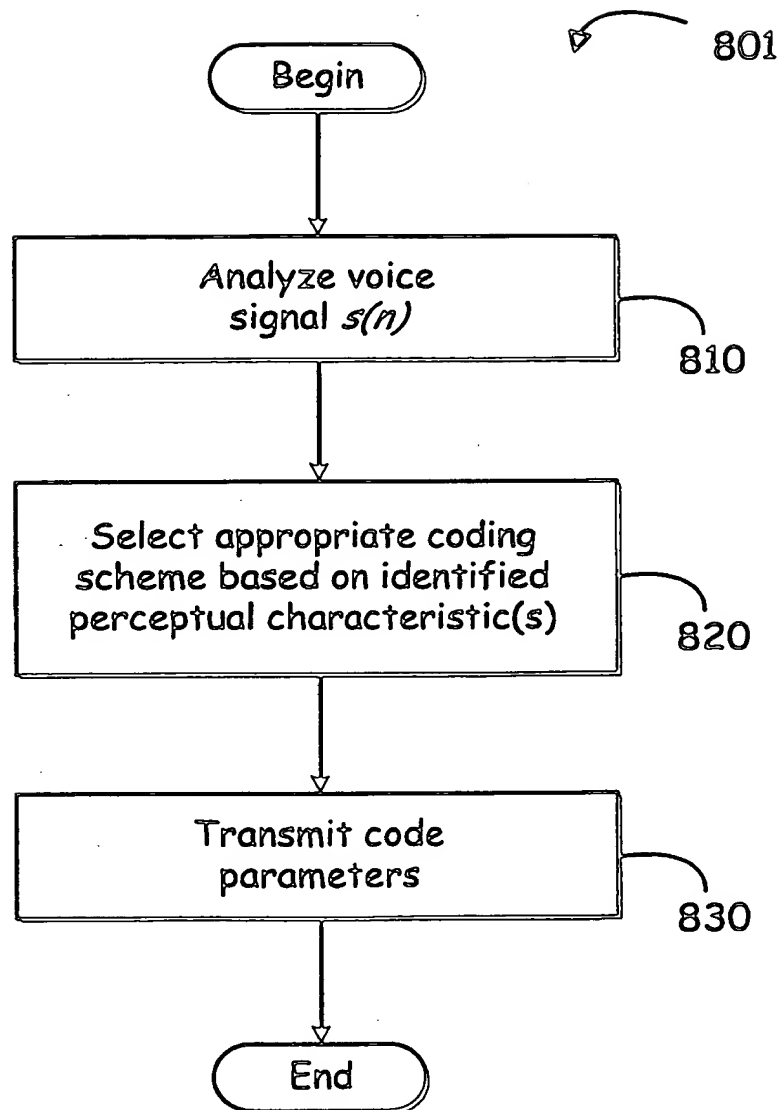 801
Begin
Analyze voice
signal s(n)
810
Select appropriate coding
scheme based on identified
perceptual characteristic(s)
820
Transmit code
parameters
830
End